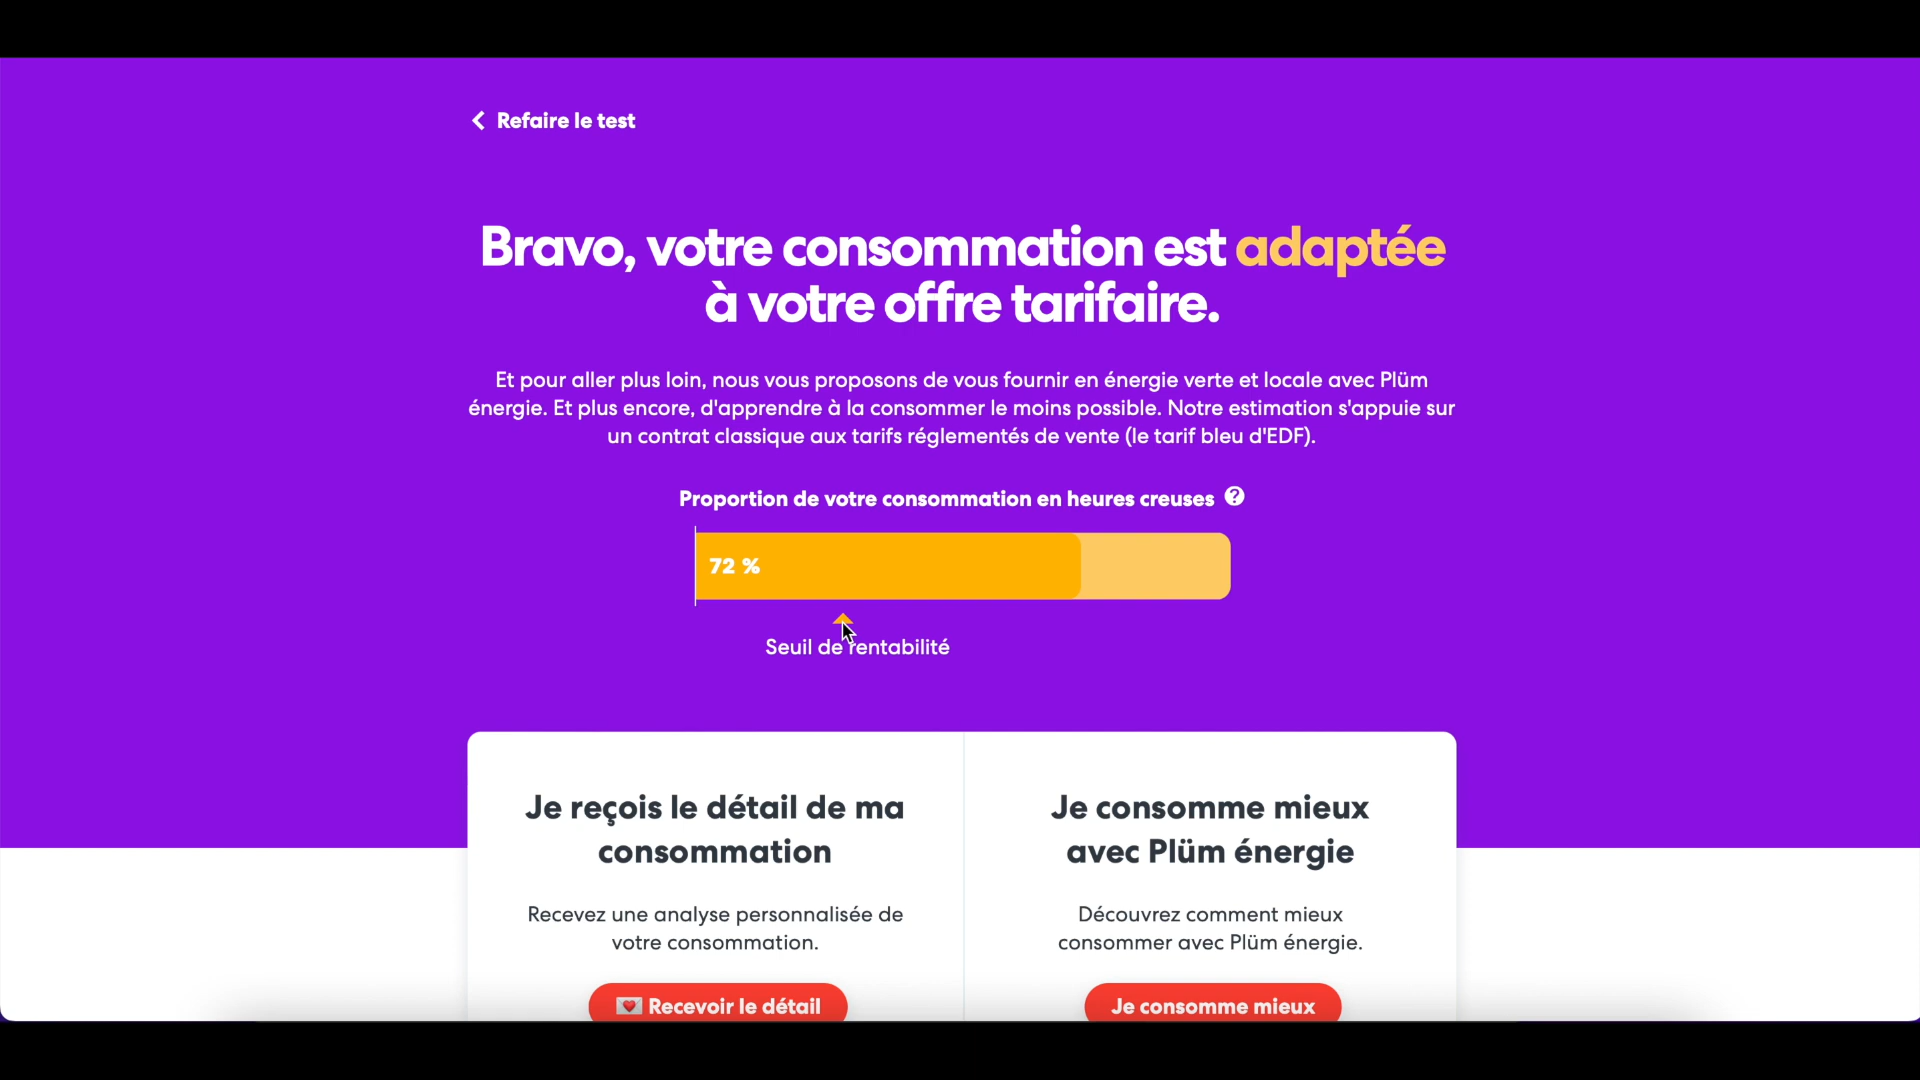 Refaire le test
Bravo, votre consommation est adaptée
à votre offre tarifaire.
Et pour aller plus loin, nous vous proposons de vous fournir en énergie verte et locale avec Plüm
énergie. Et plus encore, d'apprendre à la consommer le moins possible. Notre estimation s'appuie sur
un contrat classique aux tarifs réglementés de vente (le tarif bleu d'EDF).
Proportion de votre consommation en heures creuses ?
72 %
Seuil de rentabilité
Je reçois le détail de ma
consommation
Recevez une analyse personnalisée de
votre consommation.
💌 Recevoir le détail
Je consomme mieux
avec Plüm énergie
Découvrez comment mieux
consommer avec Plüm énergie.
Je consomme mieux